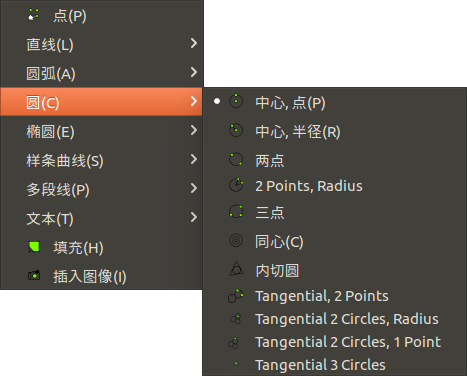 点(P)
直线(L)
圆弧(A)
圆(C)
椭圆(E)
样条曲线(S)
多段线(P)
文本(T)
填充(H)
插入图像(I)
中心, 点(P)
中心, 半径(R)
两点
2 Points, Radius
三点
同心(C)
内切圆
Tangential, 2 Points
Tangential 2 Circles, Radius
Tangential 2 Circles, 1 Point
Tangential 3 Circles